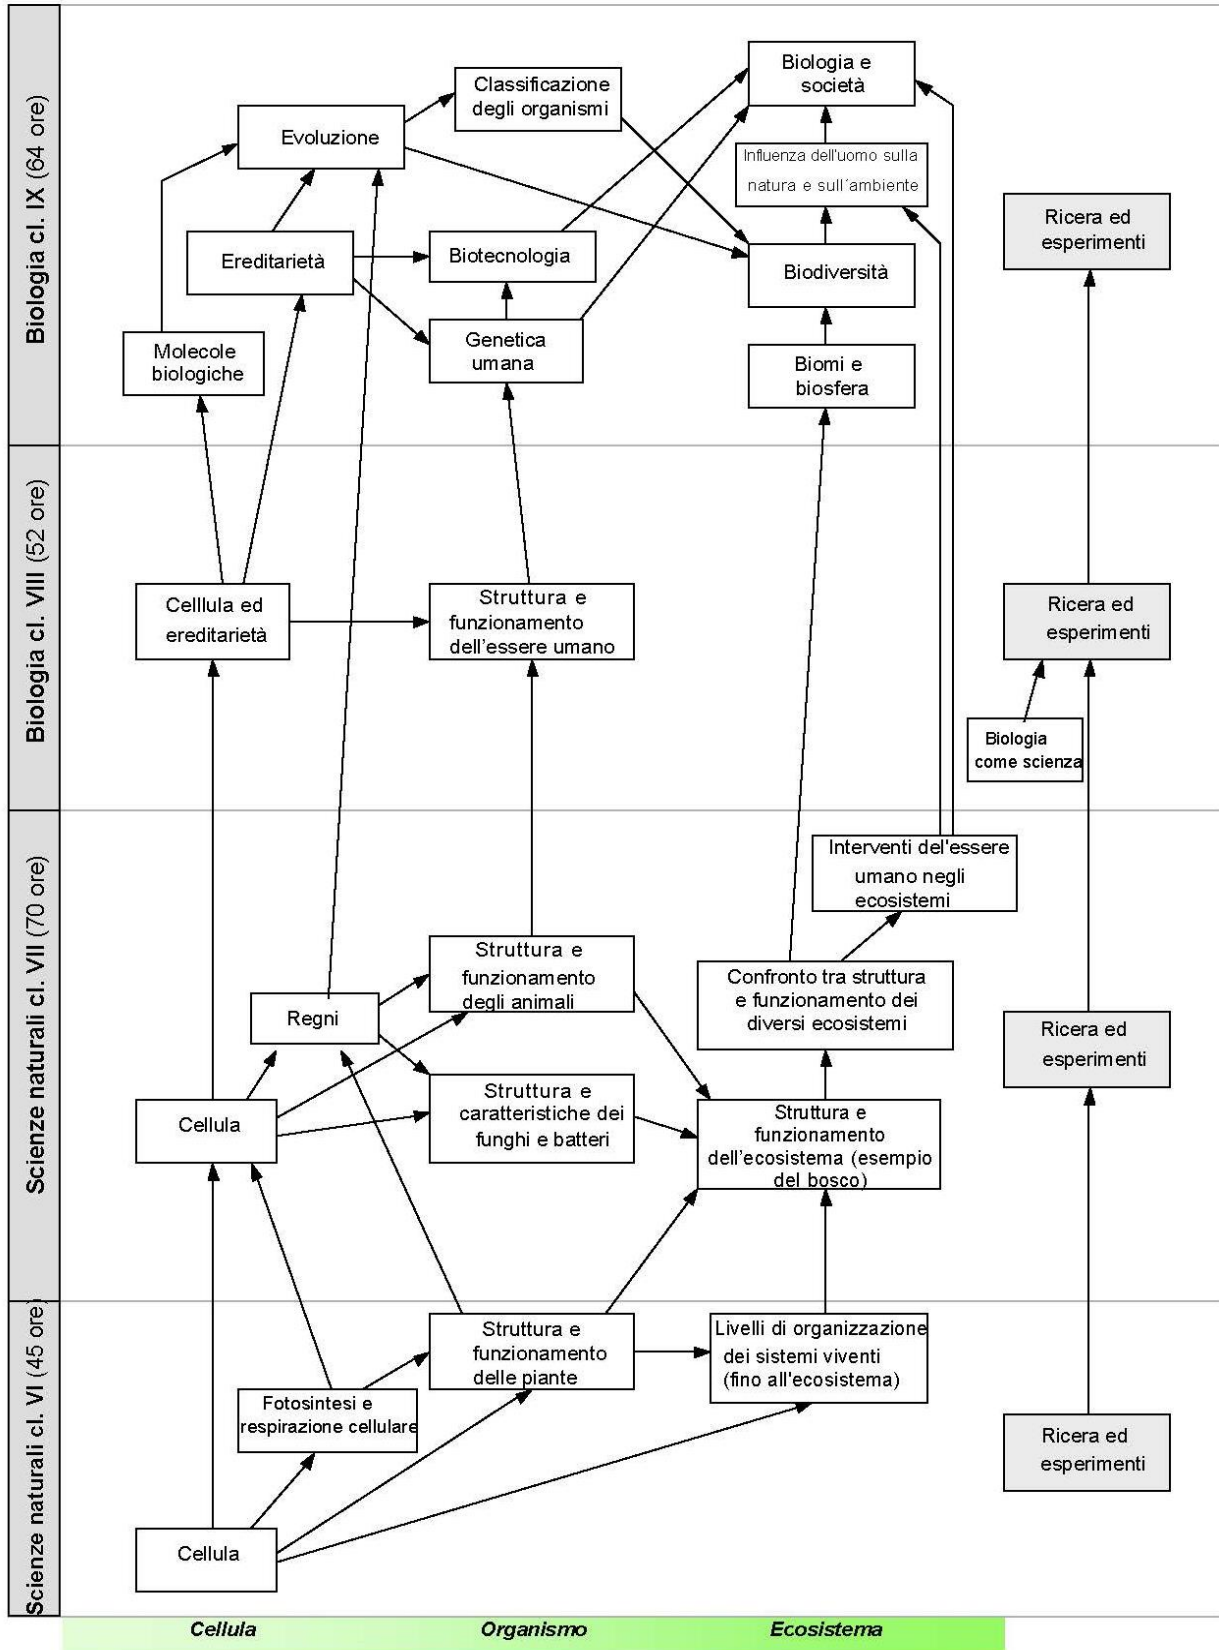 Biologia cl. IX (64 ore)
Biologia e
società
Classificazione
degli organismi
Evoluzione
Influenza dell'uomo sulla
natura e sull´ambiente
Ricera ed
esperimenti
Ereditarietà
Biotecnologia
Biodiversità
Molecole
biologiche
Genetica
umana
Biomi e
biosfera
Biologia cl. VIII (52 ore)
Celllula ed
ereditarietà
Struttura e
funzionamento
dell'essere umano
Ricera ed
esperimenti
Biologia
come scienza
Scienze naturali cl. VII (70 ore)
Interventi del'essere
umano negli
ecosistemi
Struttura e
funzionamento
degli animali
Confronto tra struttura
e funzionamento dei
diversi ecosistemi
Regni
Ricera ed
esperimenti
Cellula
Struttura e
caratteristiche dei
funghi e batteri
Struttura e
funzionamento
dell'ecosistema (esempio
del bosco)
Scienze naturali cl. VI (45 ore)
Struttura e
funzionamento
delle piante
Livelli di organizzazione
dei sistemi viventi
(fino all'ecosistema)
Fotosintesi e
respirazione cellulare
Ricera ed
esperimenti
Cellula
Cellula
Organismo
Ecosistema